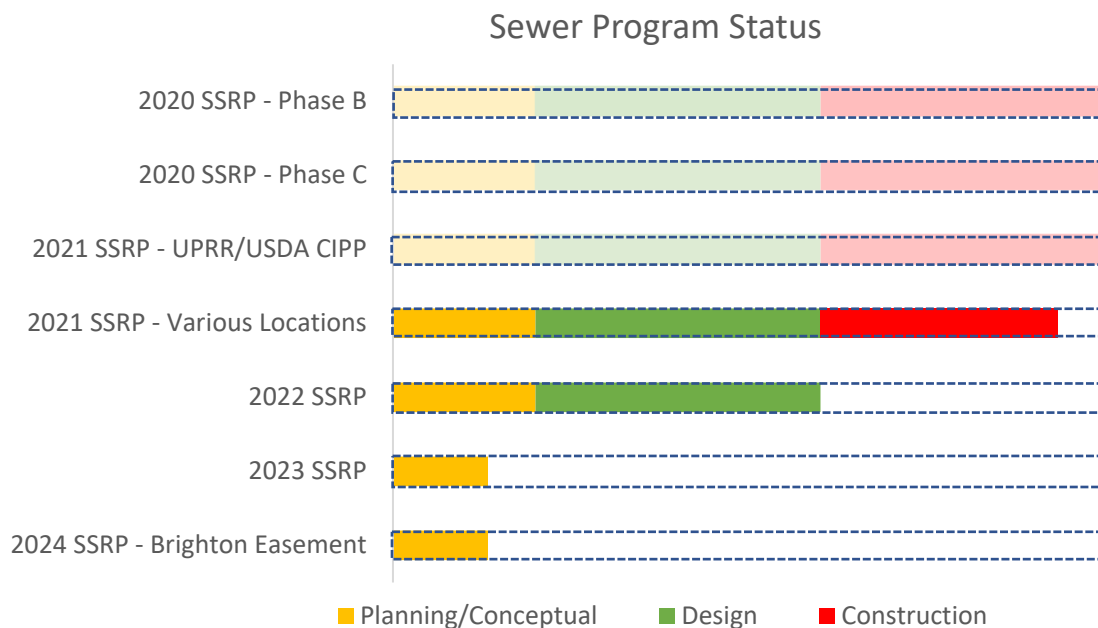 Sewer Program Status
2020 SSRP - Phase B
2020 SSRP - Phase C
2021 SSRP - UPRR/USDA CIPP
2021 SSRP - Various Locations
2022 SSRP
2023 SSRP
2024 SSRP - Brighton Easement
Planning/Conceptual Design Construction